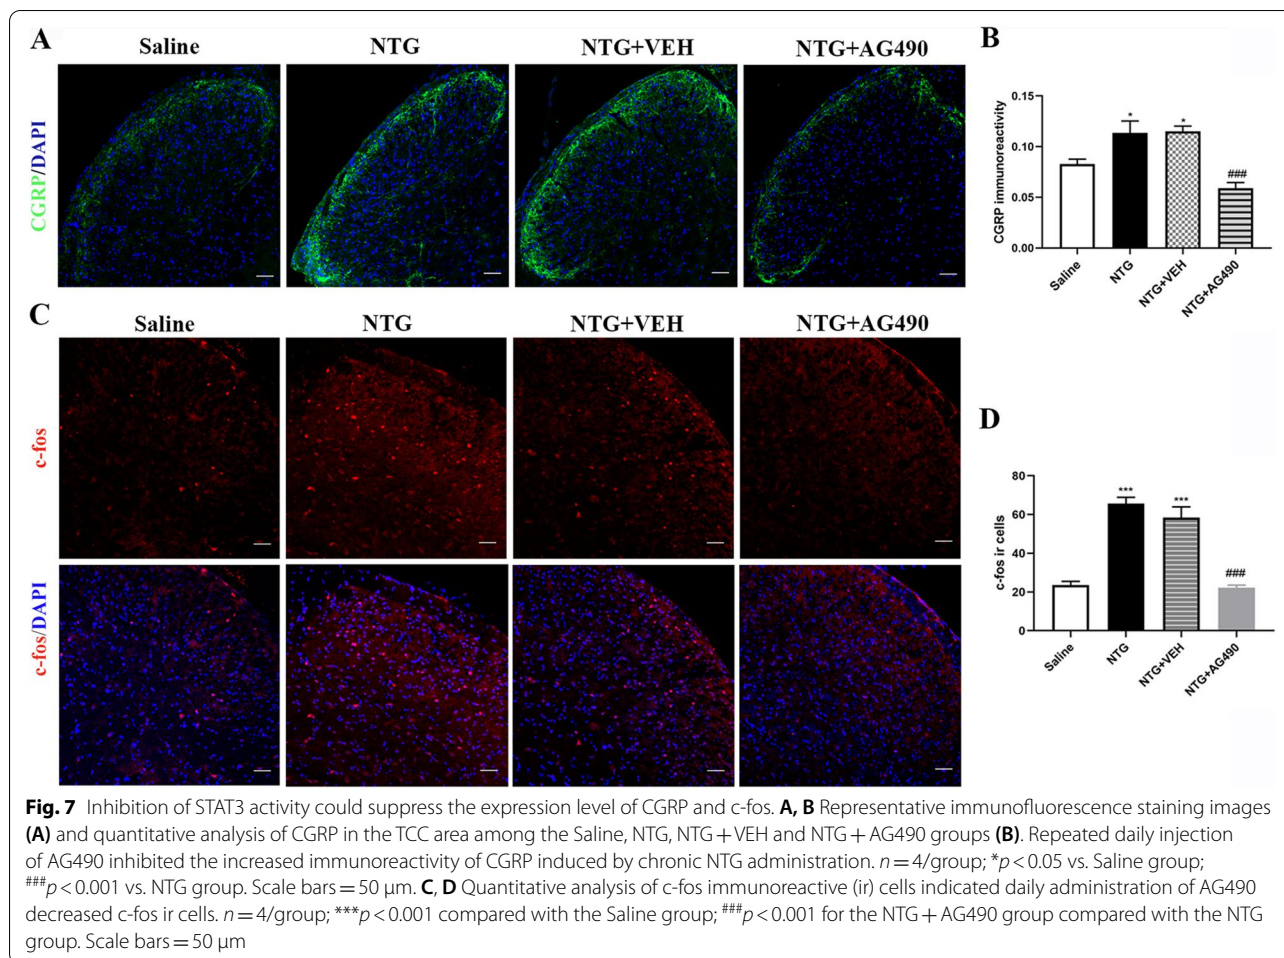 A
Saline
NTG
NTG+VEH
NTG+AG490
CGRP/DAPI
B
CGRP immunoreactivity
0.15
0.10
0.05
0.00
*
*
###
Saline
NTG
NTG+VEH
NTG+AG490
C
Saline
NTG
NTG+VEH
NTG+AG490
c-fos
c-fos/DAPI
D
c-fos ir cells
80
60
40
20
0
***
***
###
Saline
NTG
NTG+VEH
NTG+AG490
Fig. 7 Inhibition of STAT3 activity could suppress the expression level of CGRP and c-fos. A, B Representative immunofluorescence staining images
(A) and quantitative analysis of CGRP in the TCC area among the Saline, NTG, NTG + VEH and NTG + AG490 groups (B). Repeated daily injection
of AG490 inhibited the increased immunoreactivity of CGRP induced by chronic NTG administration. n = 4/group; *p < 0.05 vs. Saline group;
###p < 0.001 vs. NTG group. Scale bars = 50 μm. C, D Quantitative analysis of c-fos immunoreactive (ir) cells indicated daily administration of AG490
decreased c-fos ir cells. n = 4/group; ***p < 0.001 compared with the Saline group; ###p < 0.001 for the NTG + AG490 group compared with the NTG
group. Scale bars = 50 μm